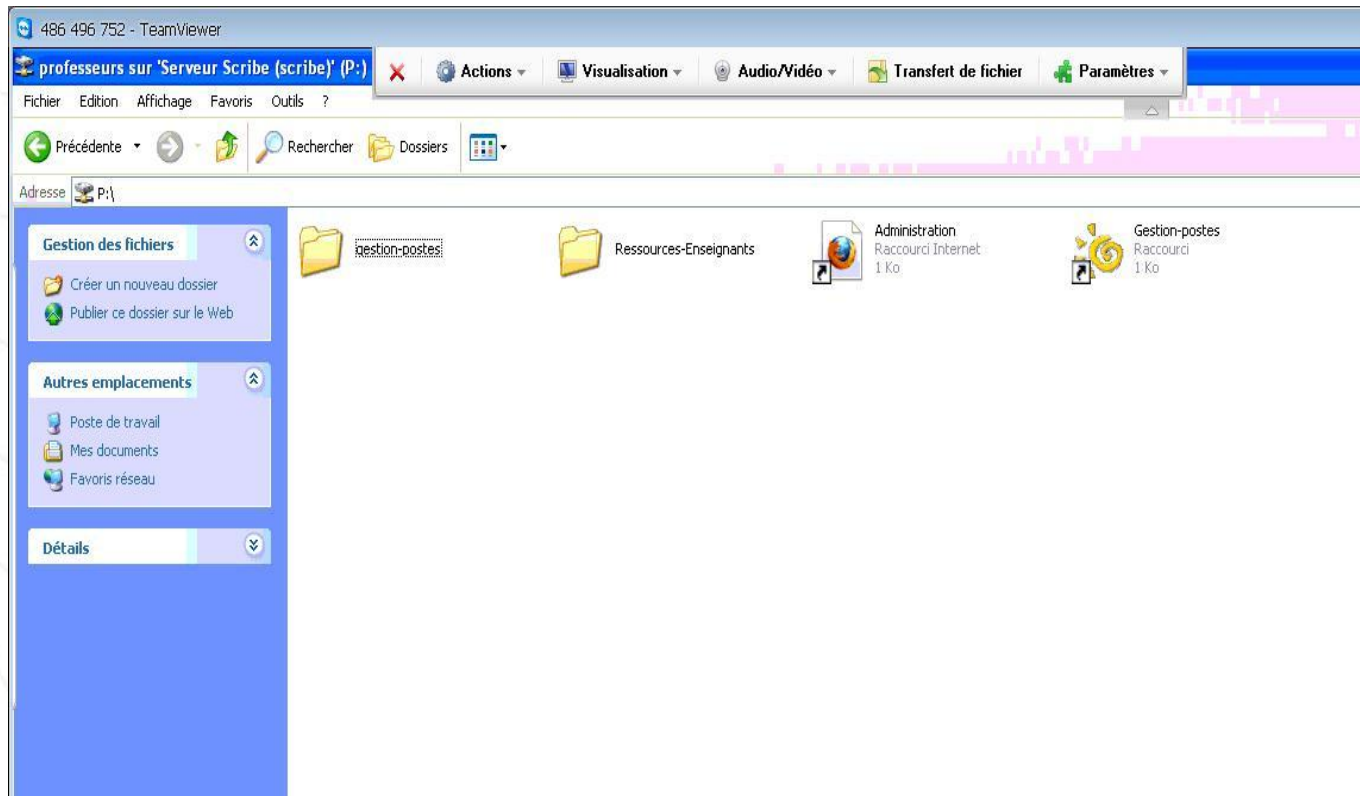 486 496 752 - TeamViewer
professeurs sur 'Serveur Scribe (scribe)' (P:)
Actions
Visualisation
Audio/Vidéo
Transfert de fichier
Paramètres
Fichier Edition Affichage Favoris Outils ?
Précédente
Rechercher
Dossiers
Adresse P:\
Gestion des fichiers
Créer un nouveau dossier
Publier ce dossier sur le Web
Autres emplacements
Poste de travail
Mes documents
Favoris réseau
Détails
gestion-postes
Ressources-Enseignants
Administration
Raccourci Internet
1 Ko
Gestion-postes
Raccourci
1 Ko